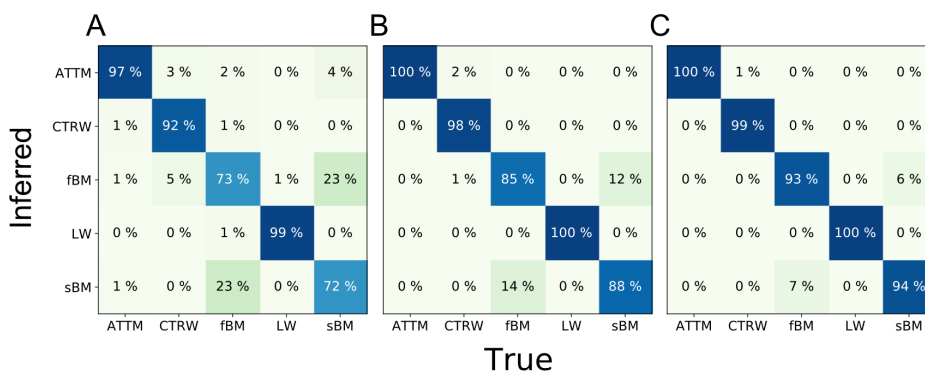 A B C
ATTM 97 % 3 % 2 % 0 % 4 % 100 % 2 % 0 % 0 % 0 % 100 % 1 % 0 % 0 % 0 %
CTRW 1 % 92 % 1 % 0 % 0 % 0 % 98 % 0 % 0 % 0 % 0 % 99 % 0 % 0 % 0 %
fBM 1 % 5 % 73 % 1 % 23 % 0 % 1 % 85 % 0 % 12 % 0 % 0 % 93 % 0 % 6 %
LW 0 % 0 % 1 % 99 % 0 % 0 % 0 % 0 % 100 % 0 % 0 % 0 % 0 % 100 % 0 %
sBM 1 % 0 % 23 % 0 % 72 % 0 % 0 % 14 % 0 % 88 % 0 % 0 % 7 % 0 % 94 %
ATTM CTRW fBM LW sBM ATTM CTRW fBM LW sBM ATTM CTRW fBM LW sBM
Inferred
True